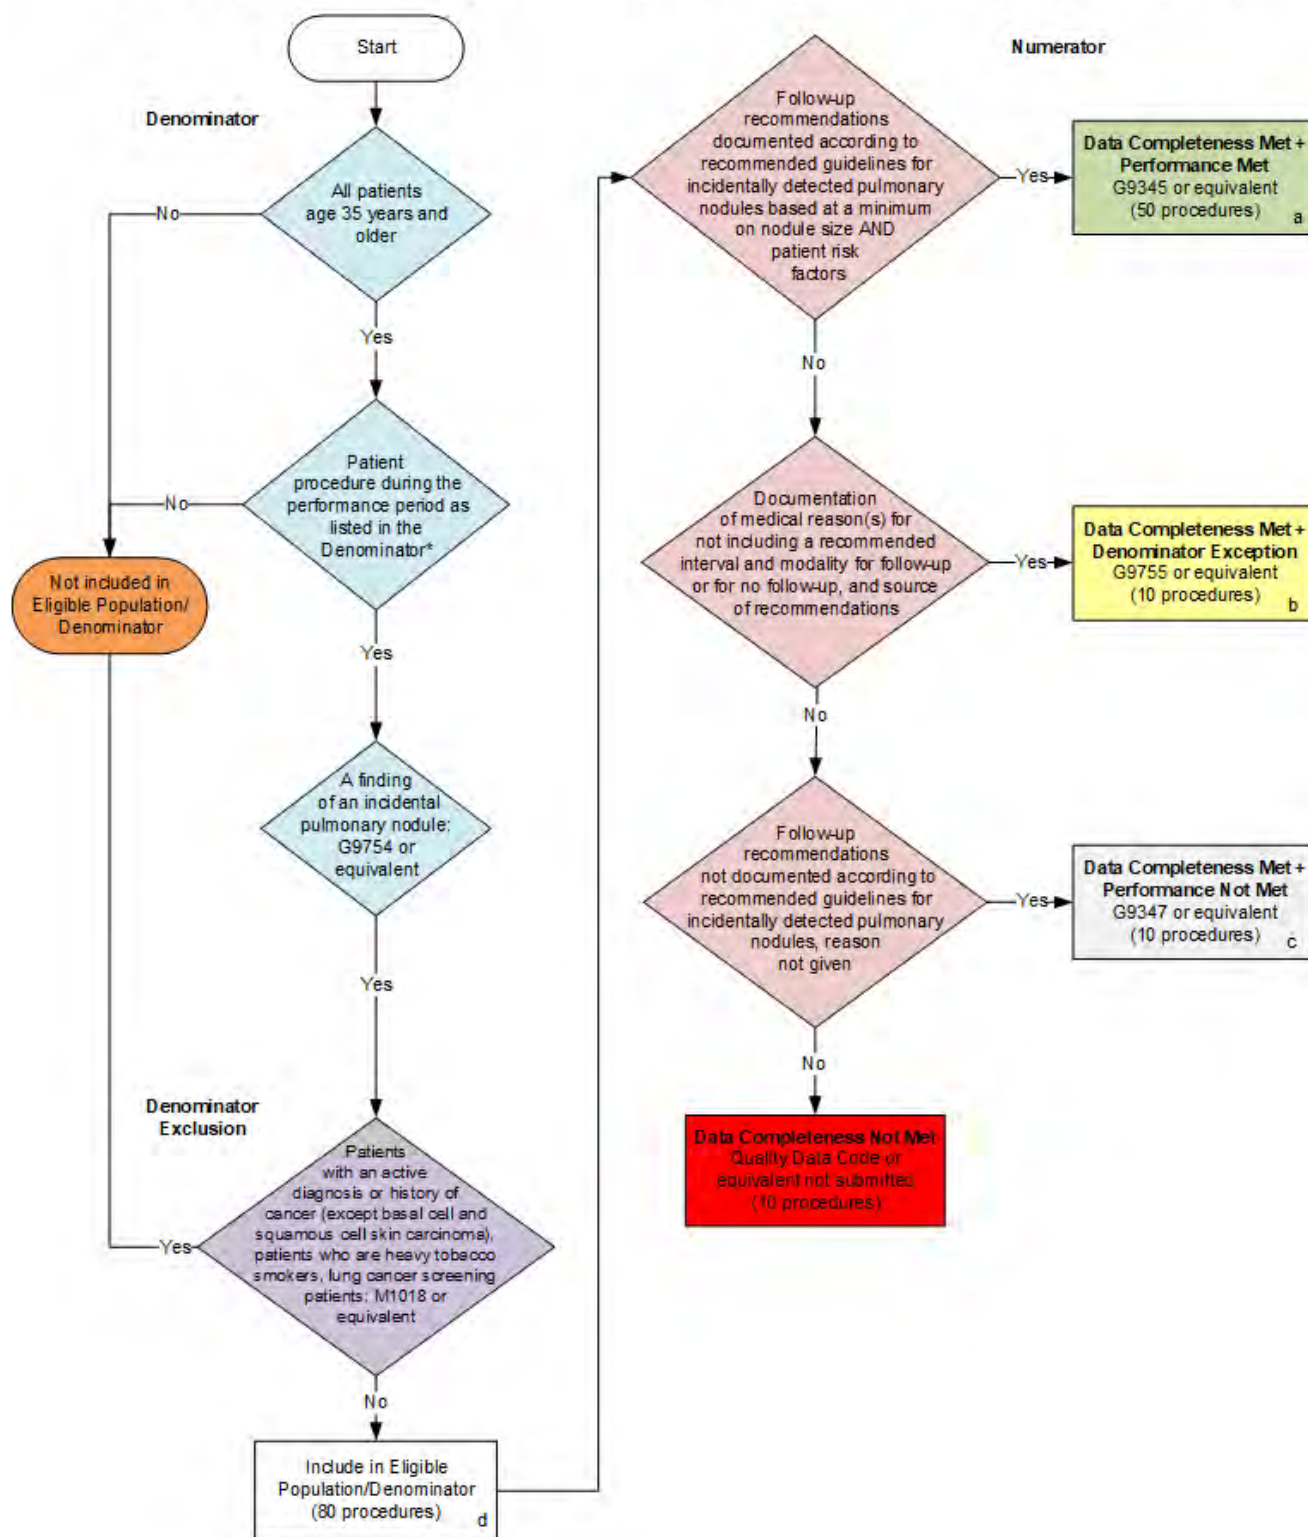 Start
Denominator
All patients
age 35 years and
older
No
Yes
Patient
procedure during the
performance period as
listed in the
Denominator*
No
Not included in
Eligible Population/
Denominator
Yes
A finding
of an incidental
pulmonary nodule:
G9754 or
equivalent
Yes
Denominator
Exclusion
Patients
with an active
diagnosis or history of
cancer (except basal cell and
squamous cell skin carcinoma),
patients who are heavy tobacco
smokers, lung cancer screening
patients: M1018 or
equivalent
Yes
No
Include in Eligible
Population/Denominator
(80 procedures)
d
Numerator
Follow-up
recommendations
documented according to
recommended guidelines for
incidentally detected pulmonary
nodules based at a minimum
on nodule size AND
patient risk
factors
Yes
Data Completeness Met +
Performance Met
G9345 or equivalent
(50 procedures)
a
No
Documentation
of medical reason(s) for
not including a recommended
interval and modality for follow-up
or for no follow-up, and source
of recommendations
Yes
Data Completeness Met +
Denominator Exception
G9755 or equivalent
(10 procedures)
b
No
Follow-up
recommendations
not documented according to
recommended guidelines for
incidentally detected pulmonary
nodules, reason
not given
Yes
Data Completeness Met +
Performance Not Met
G9347 or equivalent
(10 procedures)
c
No
Data Completeness Not Met
Quality Data Code or
equivalent not submitted
(10 procedures)